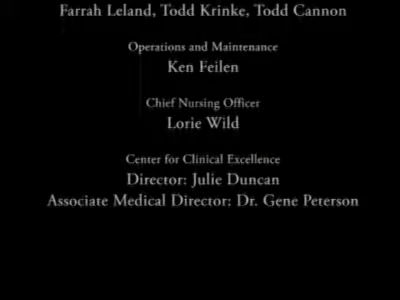 Farrah Leland, Todd Krinke, Todd Cannon
Operations and Maintenance
Ken Feilen
Chief Nursing Officer
Lorie Wild
Center for Clinical Excellence
Director: Julie Duncan
Associate Medical Director: Dr. Gene Peterson